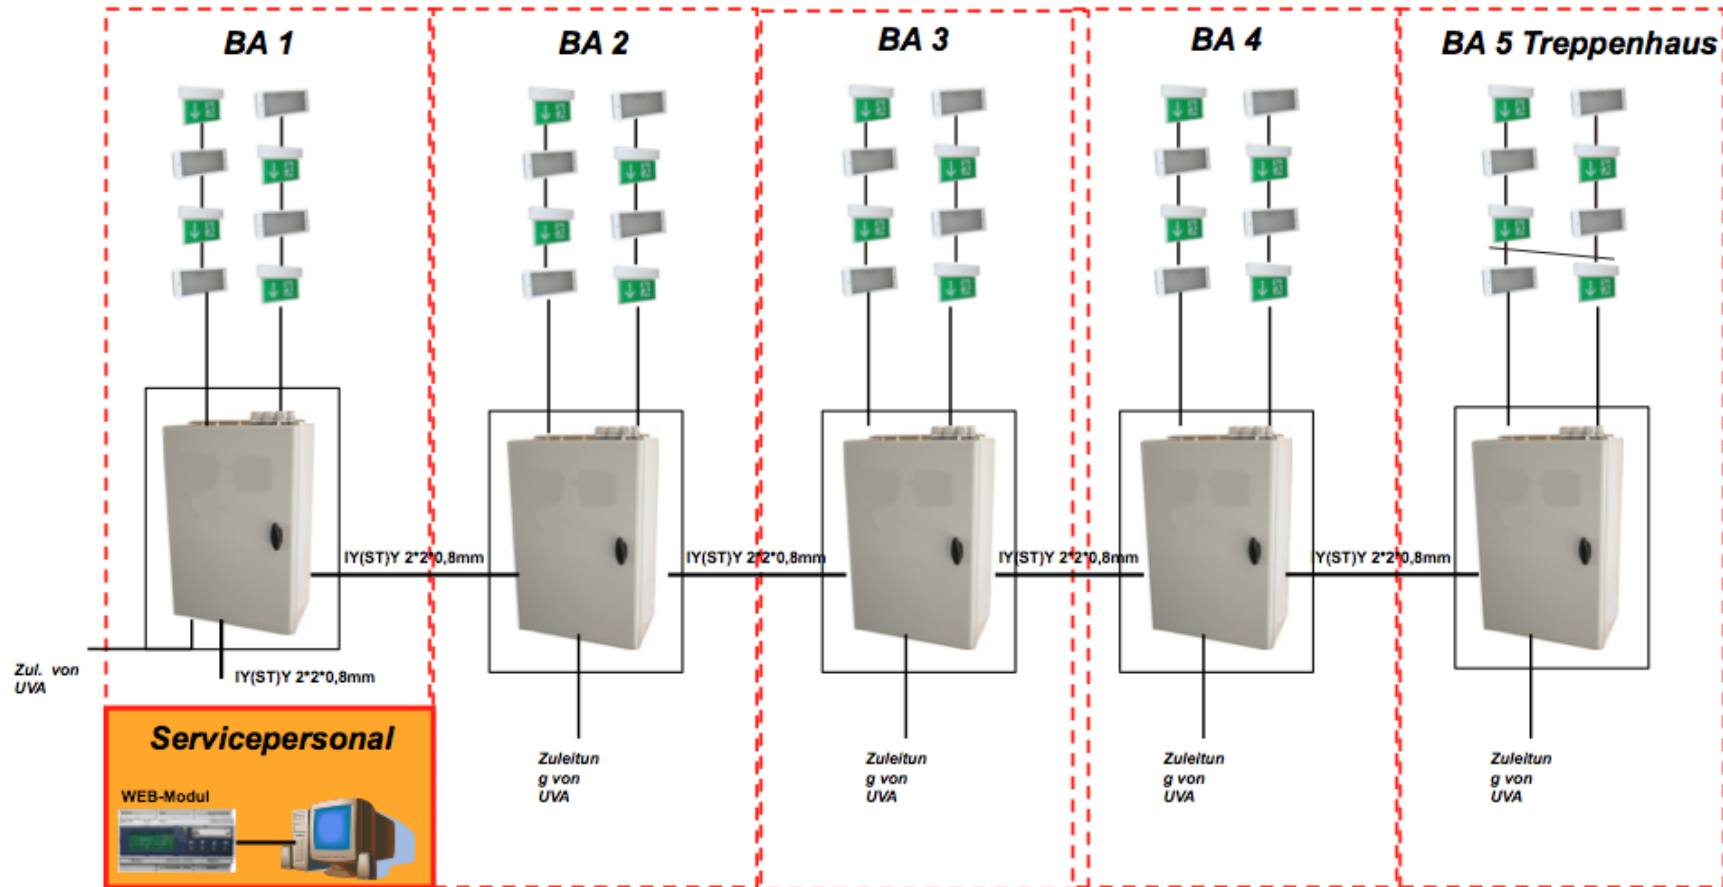 BA 1
BA 2
BA 3
BA 4
BA 5 Treppenhaus
IY(ST)Y 2*2*0,8mm
IY(ST)Y 2*2*0,8mm
IY(ST)Y 2*2*0,8mm
IY(ST)Y 2*2*0,8mm
Zul. von
UVA
IY(ST)Y 2*2*0,8mm
Servicepersonal
WEB-Modul
Zuleitun
g von
UVA
Zuleitun
g von
UVA
Zuleitun
g von
UVA
Zuleitun
g von
UVA